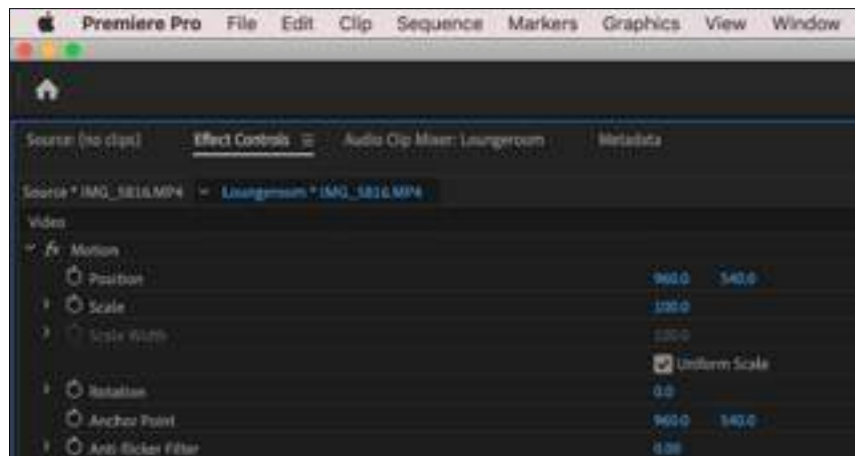 Premiere Pro File Edit Clip Sequence Markers Graphics View Window
Source: (no clips) Effect Controls Audio Clip Mixer: Loungeroom Metadata
Source * IMG_5816.MP4 Loungeroom * IMG_5816.MP4
Video
fx Motion
Position 960.0 540.0
Scale 100.0
Scale Width 100.0
Uniform Scale
Rotation 0.0
Anchor Point 960.0 540.0
Anti-flicker Filter 0.00